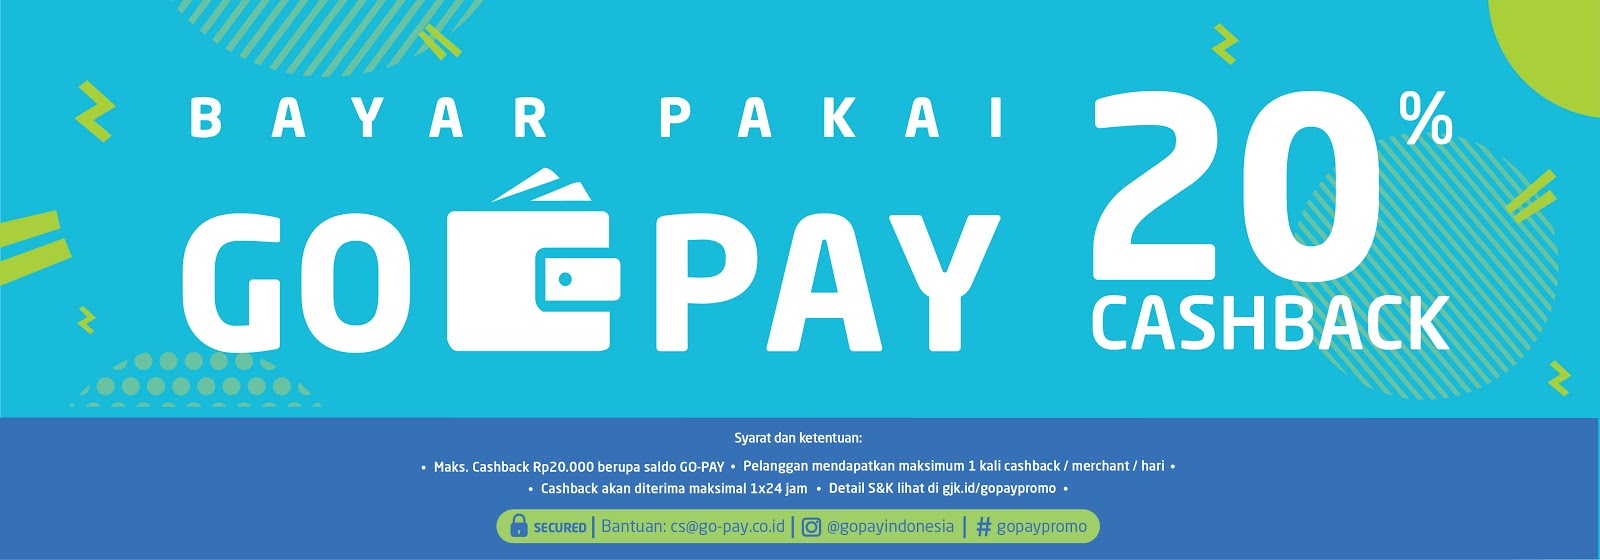 BAYAR PAKAI
GO PAY
20%
CASHBACK
Syarat dan ketentuan:
• Maks. Cashback Rp20.000 berupa saldo GO-PAY • Pelanggan mendapatkan maksimum 1 kali cashback / merchant / hari •
• Cashback akan diterima maksimal 1x24 jam • Detail S&K lihat di gjk.id/gopaypromo •
SECURED | Bantuan: cs@go-pay.co.id | @gopayindonesia | # gopaypromo